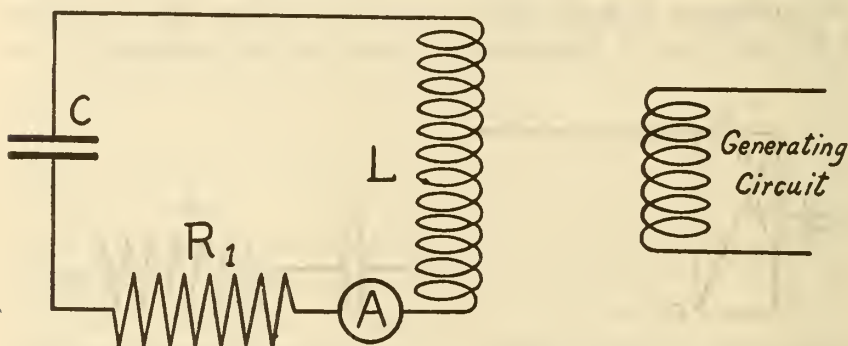 C
L
R1
A
Generating
Circuit